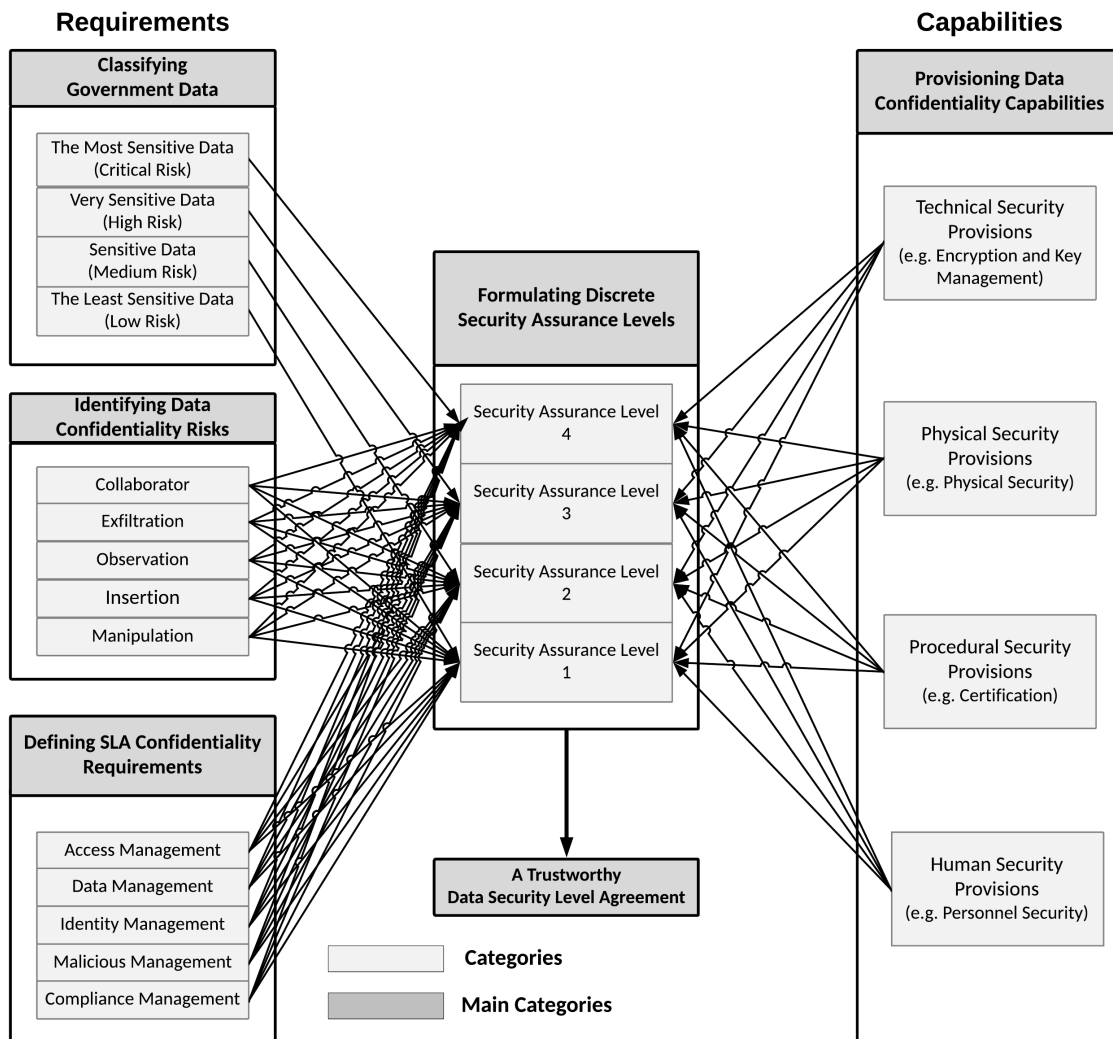 Requirements
Classifying
Government Data
The Most Sensitive Data
(Critical Risk)
Very Sensitive Data
(High Risk)
Sensitive Data
(Medium Risk)
The Least Sensitive Data
(Low Risk)
Identifying Data
Confidentiality Risks
Collaborator
Exfiltration
Observation
Insertion
Manipulation
Defining SLA Confidentiality
Requirements
Access Management
Data Management
Identity Management
Malicious Management
Compliance Management
Formulating Discrete
Security Assurance Levels
Security Assurance Level
4
Security Assurance Level
3
Security Assurance Level
2
Security Assurance Level
1
A Trustworthy
Data Security Level Agreement
Categories
Main Categories
Capabilities
Provisioning Data
Confidentiality Capabilities
Technical Security
Provisions
(e.g. Encryption and Key
Management)
Physical Security
Provisions
(e.g. Physical Security)
Procedural Security
Provisions
(e.g. Certification)
Human Security
Provisions
(e.g. Personnel Security)